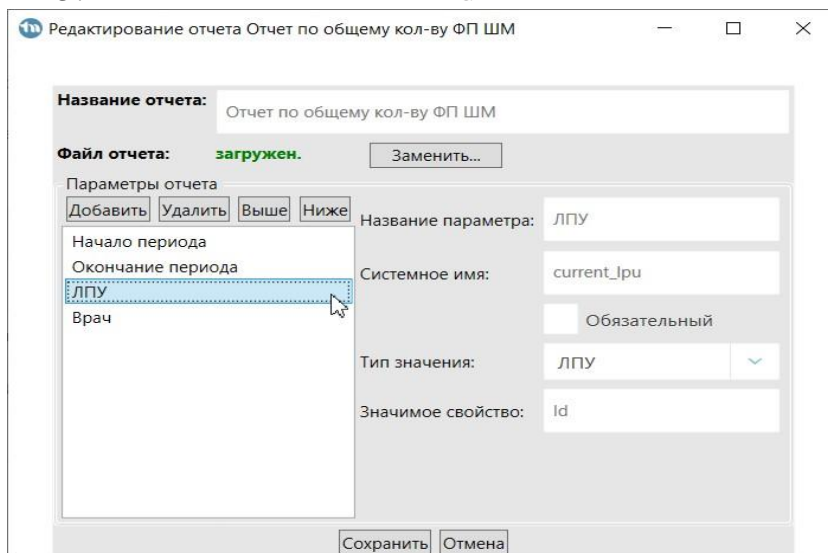 Редактирование отчета Отчет по общему кол-ву ФП ШМ
Название отчета: Отчет по общему кол-ву ФП ШМ
Файл отчета: загружен. Заменить...
Параметры отчета
Добавить Удалить Выше Ниже
Начало периода
Окончание периода
ЛПУ
Врач
Название параметра: ЛПУ
Системное имя: current_lpu
Обязательный
Тип значения: ЛПУ
Значимое свойство: Id
Сохранить Отмена